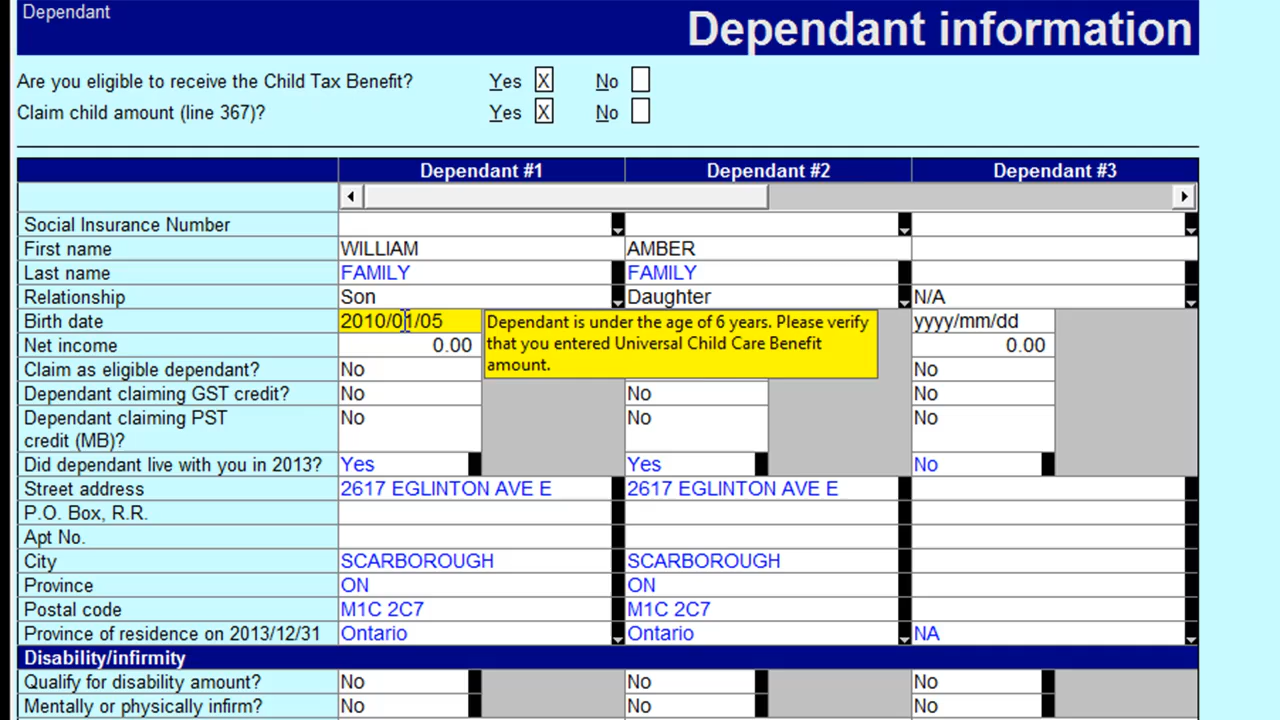 Dependant
Dependant information
Are you eligible to receive the Child Tax Benefit? Yes X No
Claim child amount (line 367)? Yes X No
Dependant #1 Dependant #2 Dependant #3
Social Insurance Number
First name WILLIAM AMBER
Last name FAMILY FAMILY
Relationship Son Daughter N/A
Birth date 2010/01/05 yyyy/mm/dd
Dependant is under the age of 6 years. Please verify
that you entered Universal Child Care Benefit
amount.
Net income 0.00 0.00
Claim as eligible dependant? No No
Dependant claiming GST credit? No No No
Dependant claiming PST
credit (MB)? No No No
Did dependant live with you in 2013? Yes Yes No
Street address 2617 EGLINTON AVE E 2617 EGLINTON AVE E
P.O. Box, R.R.
Apt No.
City SCARBOROUGH SCARBOROUGH
Province ON ON
Postal code M1C 2C7 M1C 2C7
Province of residence on 2013/12/31 Ontario Ontario NA
Disability/infirmity
Qualify for disability amount? No No No
Mentally or physically infirm? No No No